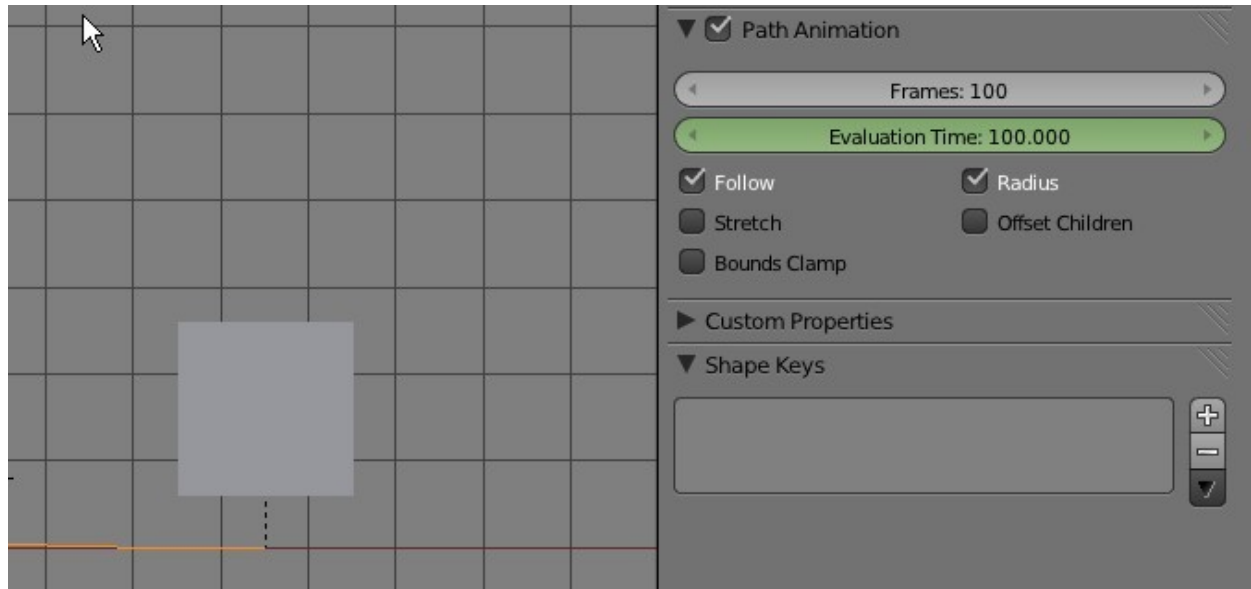 Path Animation
Frames: 100
Evaluation Time: 100.000
Follow Radius
Stretch Offset Children
Bounds Clamp
Custom Properties
Shape Keys